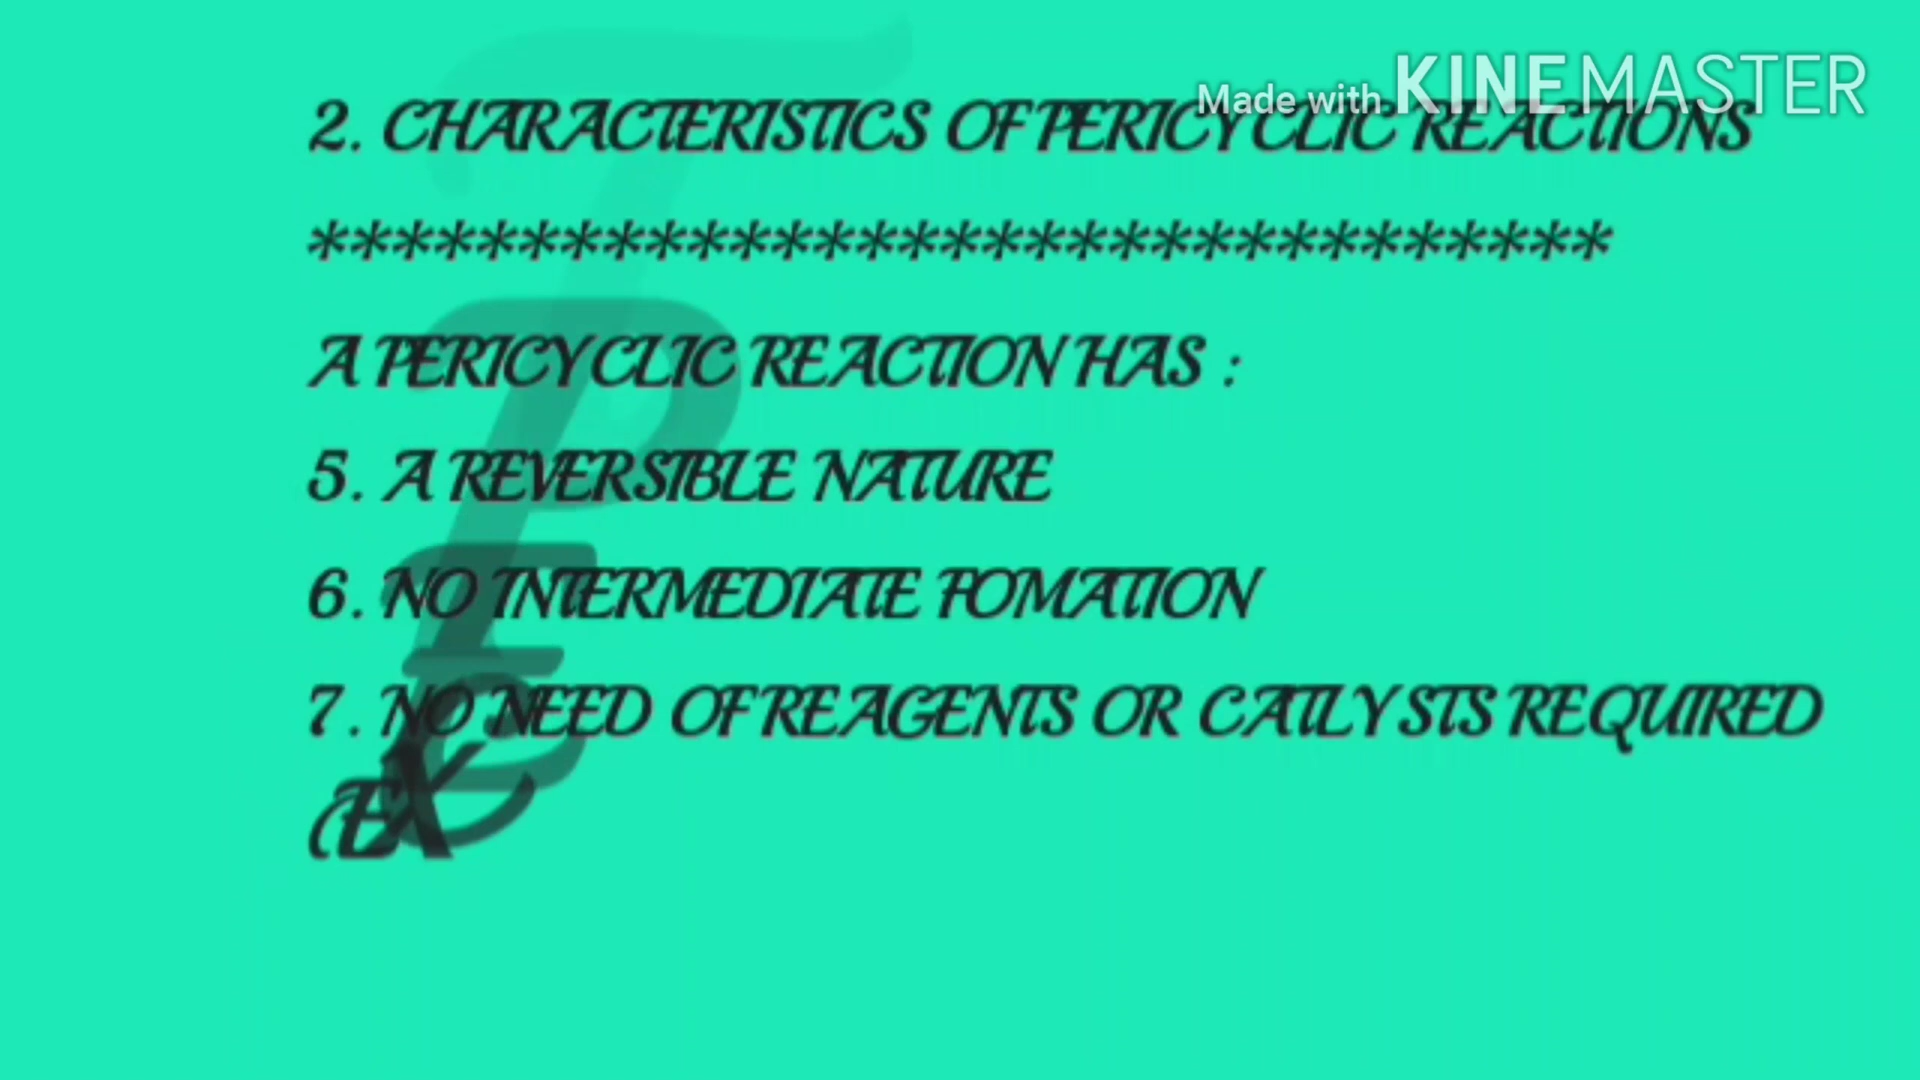 Made with KINEMASTER
2. CHARACTERISTICS OF PERICYCLIC REACTIONS
*******************************
A PERICYCLIC REACTION HAS :
5. A REVERSIBLE NATURE
6. NO INTERMEDIATE FOMATION
7. NO NEED OF REAGENTS OR CATLYSTS REQUIRED
(EX